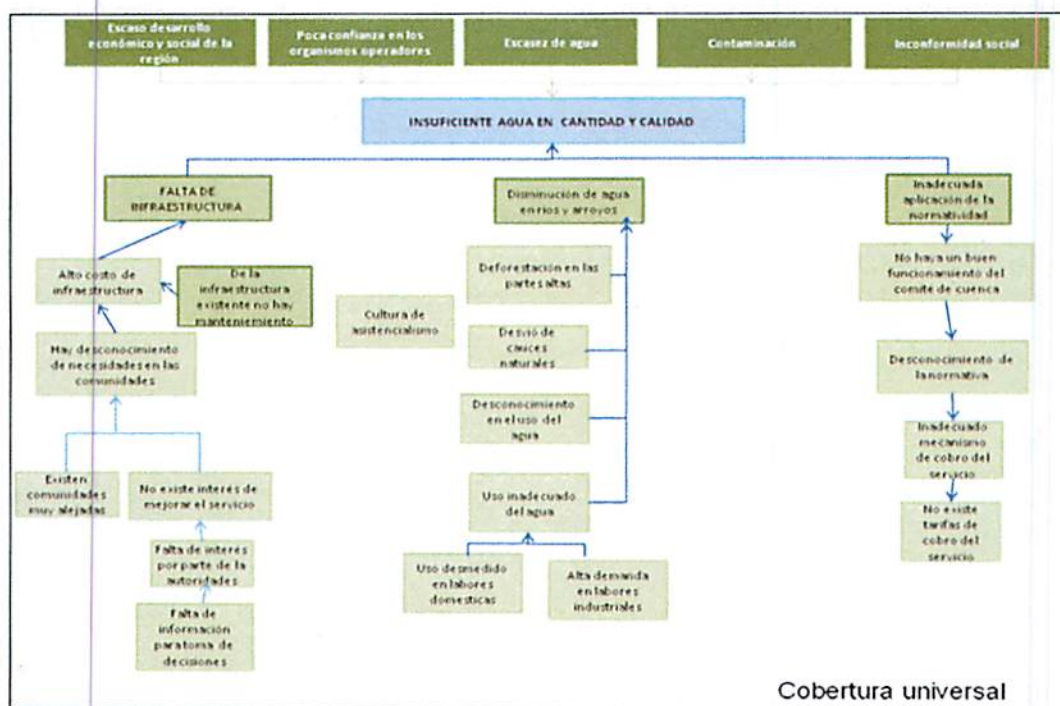 Escaso desarrollo
económico y social de la
región
Poca confianza en los
organismos operadores
Escasez de agua
Contaminación
Inconformidad social
INSUFICIENTE AGUA EN CANTIDAD Y CALIDAD
FALTA DE
INFRAESTRUCTURA
Disminución de agua
en ríos y arroyos
Inadecuada
aplicación de la
normatividad
Alto costo de
infraestructura
De la
infraestructura
existente no hay
manteniemiento
Cultura de
asistencialismo
Deforestación en las
partes altas
No haya un buen
funcionamiento del
comité de cuenca
Hay desconocimiento
de necesidades en las
comunidades
Desvió de
cauces
naturales
Desconocimiento de
la normativa
Desconocimiento
en el uso del
agua
Inadecuado
mecanismo
de cobro del
servicio
Existen
comunidades
muy alejadas
No existe interés de
mejorar el servicio
Uso inadecuado
del agua
No existe
tarifas de
cobro del
servicio
Falta de interés
por parte de la
autoridades
Uso desmedido
en labores
domesticas
Alta demanda
en labores
industriales
Falta de
información
para toma de
decisiones
Cobertura universal